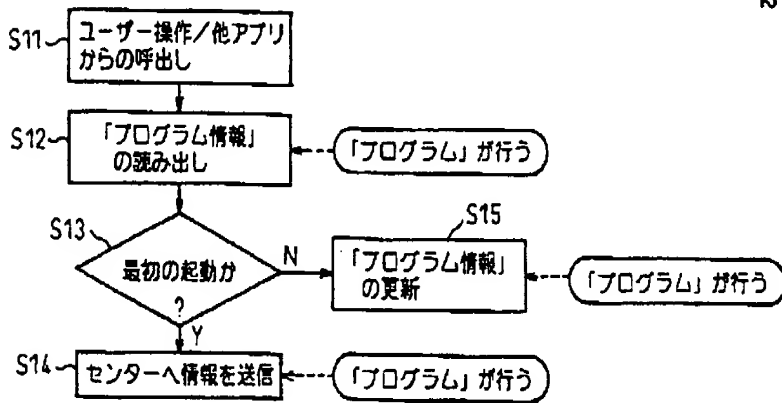 2
S11
ユーザー操作/他アプリ
からの呼出し
S12
「プログラム情報」
の読み出し
「プログラム」が行う
S13
最初の起動か
?
N
Y
S15
「プログラム情報」
の更新
「プログラム」が行う
S14
センターへ情報を送信
「プログラム」が行う